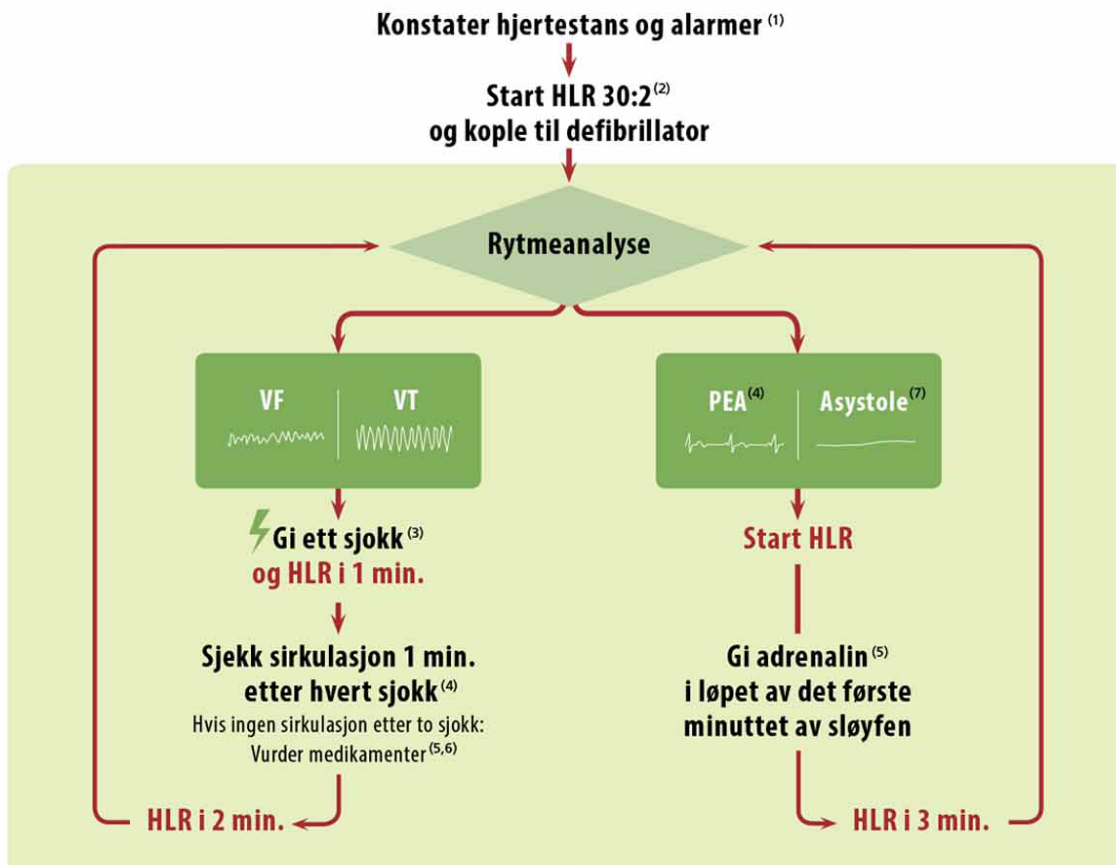 Konstater hjertestans og alarmer (1)
Start HLR 30:2 (2)
og kople til defibrillator
Rytmeanalyse
VF
VT
PEA (4)
Asystole (7)
Gi ett sjokk (3)
og HLR i 1 min.
Sjekk sirkulasjon 1 min.
etter hvert sjokk (4)
Hvis ingen sirkulasjon etter to sjokk:
Vurder medikamenter (5,6)
HLR i 2 min.
Start HLR
Gi adrenalin (5)
i løpet av det første
minuttet av sløyfen
HLR i 3 min.